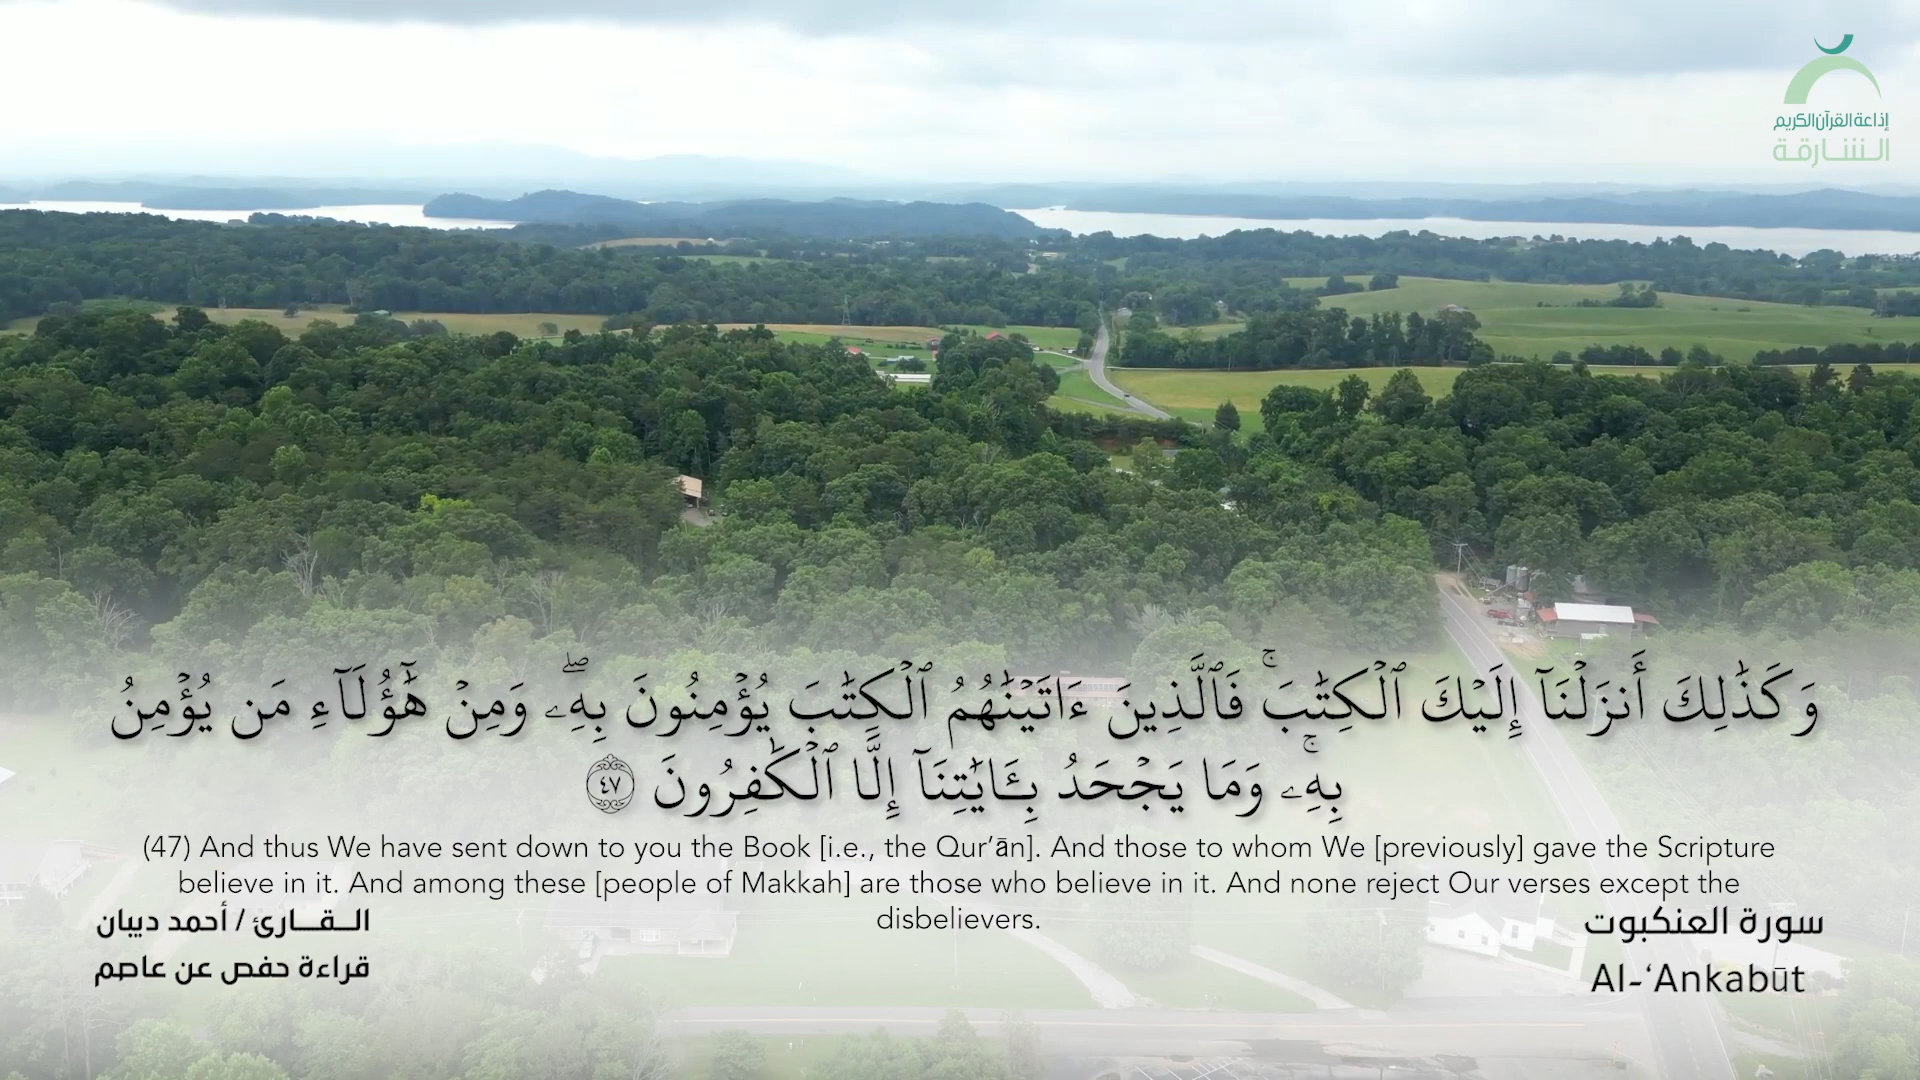 إذاعة القرآن الكريم
الشارقة
وَكَذَٰلِكَ أَنزَلْنَآ إِلَيْكَ ٱلْكِتَٰبَ ۚ فَٱلَّذِينَ ءَاتَيْنَٰهُمُ ٱلْكِتَٰبَ يُؤْمِنُونَ بِهِۦ ۖ وَمِنْ هَٰٓؤُلَآءِ مَن يُؤْمِنُ
بِهِۦ ۚ وَمَا يَجْحَدُ بِـَٔايَٰتِنَآ إِلَّا ٱلْكَٰفِرُونَ ٤٧
(47) And thus We have sent down to you the Book [i.e., the Qur’ān]. And those to whom We [previously] gave the Scripture
believe in it. And among these [people of Makkah] are those who believe in it. And none reject Our verses except the
disbelievers.
سورة العنكبوت
Al-‘Ankabūt
القارئ / أحمد ديبان
قراءة حفص عن عاصم